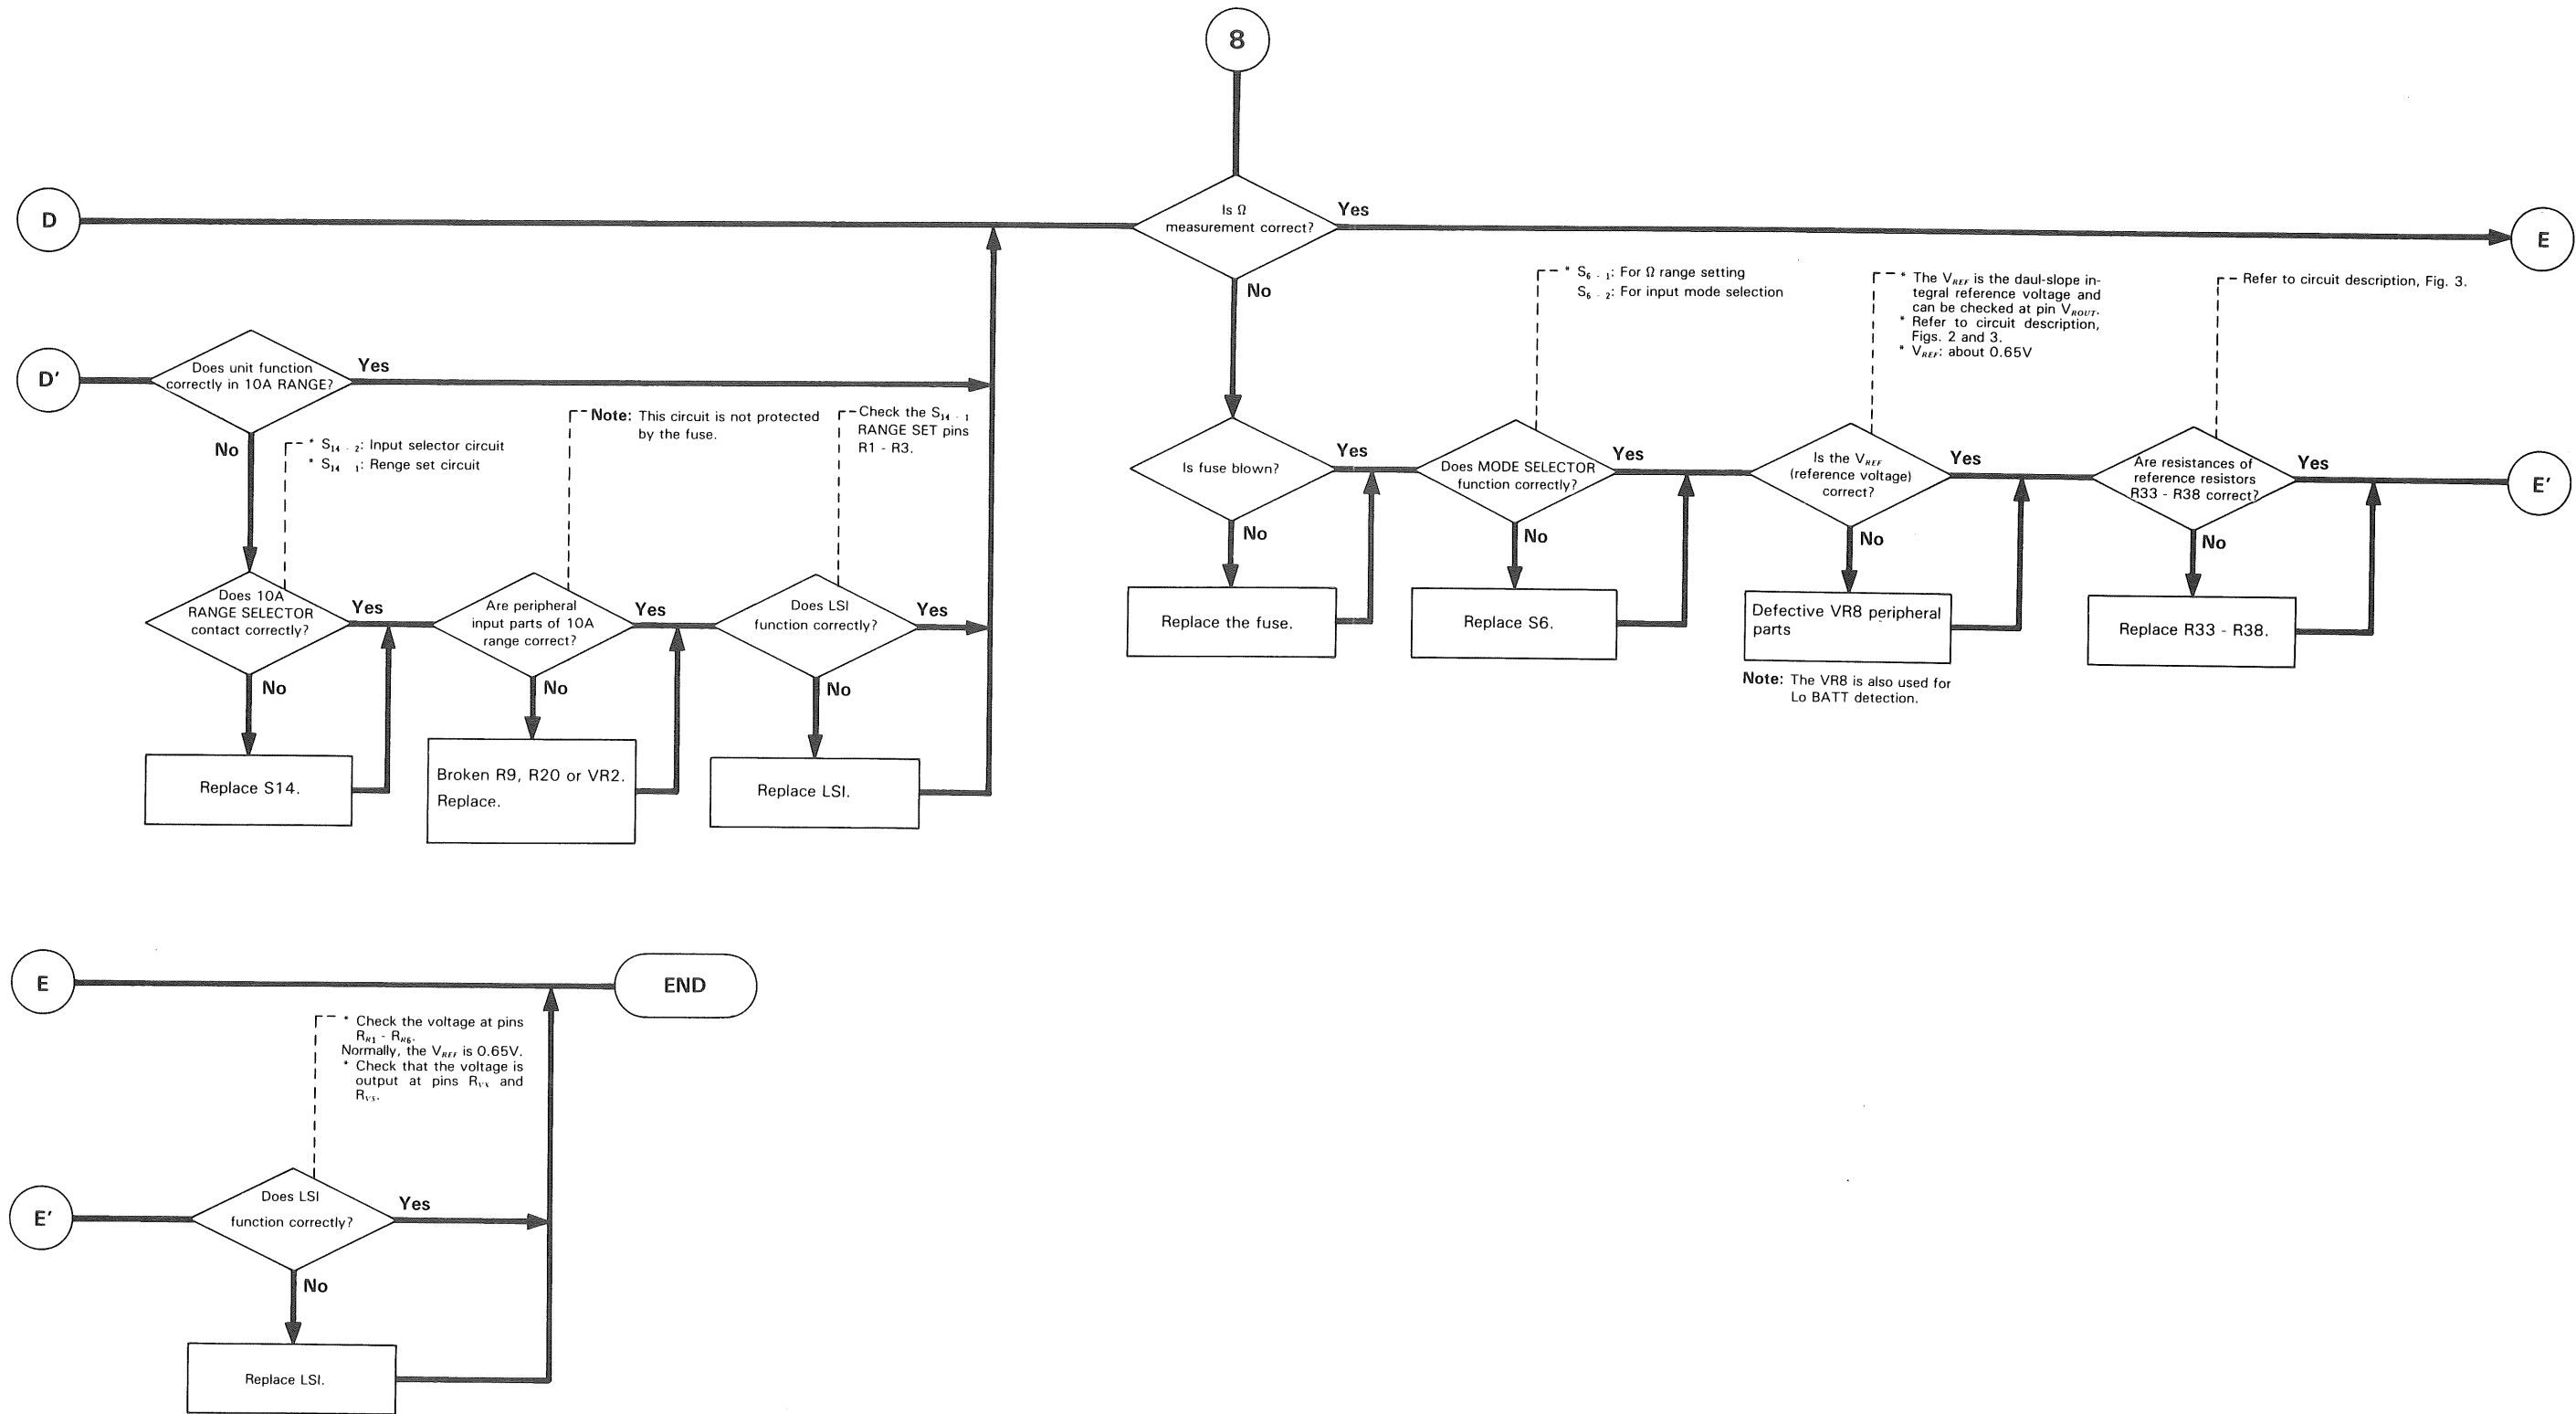 8
D
Is Ω
measurement correct?
Yes
E
No
* S6 - 1: For Ω range setting
S6 - 2: For input mode selection
* The VREF is the daul-slope in-
tegral reference voltage and
can be checked at pin VROUT.
* Refer to circuit description,
Figs. 2 and 3.
* VREF: about 0.65V
Refer to circuit description, Fig. 3.
D'
Does unit function
correctly in 10A RANGE?
Yes
No
* S14 - 2: Input selector circuit
* S14 1: Renge set circuit
Note: This circuit is not protected
by the fuse.
Check the S14 - 1
RANGE SET pins
R1 - R3.
Is fuse blown?
Yes
No
Does MODE SELECTOR
function correctly?
Yes
No
Is the VREF
(reference voltage)
correct?
Yes
No
Are resistances of
reference resistors
R33 - R38 correct?
Yes
No
E'
Replace the fuse.
Replace S6.
Defective VR8 peripheral
parts
Note: The VR8 is also used for
Lo BATT detection.
Replace R33 - R38.
Does 10A
RANGE SELECTOR
contact correctly?
Yes
No
Are peripheral
input parts of 10A
range correct?
Yes
No
Does LSI
function correctly?
Yes
No
Replace S14.
Broken R9, R20 or VR2.
Replace.
Replace LSI.
E
END
* Check the voltage at pins
RR1 - RR6.
Normally, the VREF is 0.65V.
* Check that the voltage is
output at pins RVX and
RVS.
E'
Does LSI
function correctly?
Yes
No
Replace LSI.